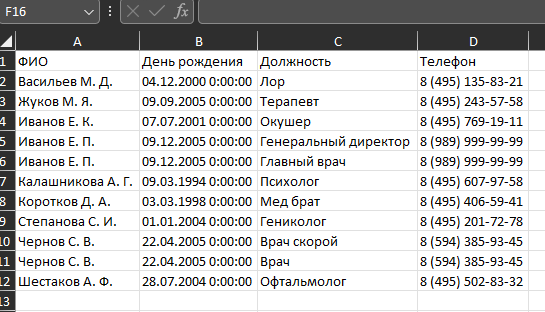 F16 fx
A B C D
1 ФИО День рождения Должность Телефон
2 Васильев М. Д. 04.12.2000 0:00:00 Лор 8 (495) 135-83-21
3 Жуков М. Я. 09.09.2005 0:00:00 Терапевт 8 (495) 243-57-58
4 Иванов Е. К. 07.07.2001 0:00:00 Окушер 8 (495) 769-19-11
5 Иванов Е. П. 09.12.2005 0:00:00 Генеральный директор 8 (989) 999-99-99
6 Иванов Е. П. 09.12.2005 0:00:00 Главный врач 8 (989) 999-99-99
7 Калашникова А. Г. 09.03.1994 0:00:00 Психолог 8 (495) 607-97-58
8 Коротков Д. А. 03.03.1998 0:00:00 Мед брат 8 (495) 406-59-41
9 Степанова С. И. 01.01.2004 0:00:00 Гениколог 8 (495) 201-72-78
10 Чернов С. В. 22.04.2005 0:00:00 Врач скорой 8 (594) 385-93-45
11 Чернов С. В. 22.04.2005 0:00:00 Врач 8 (594) 385-93-45
12 Шестаков А. Ф. 28.07.2004 0:00:00 Офтальмолог 8 (495) 502-83-32
13